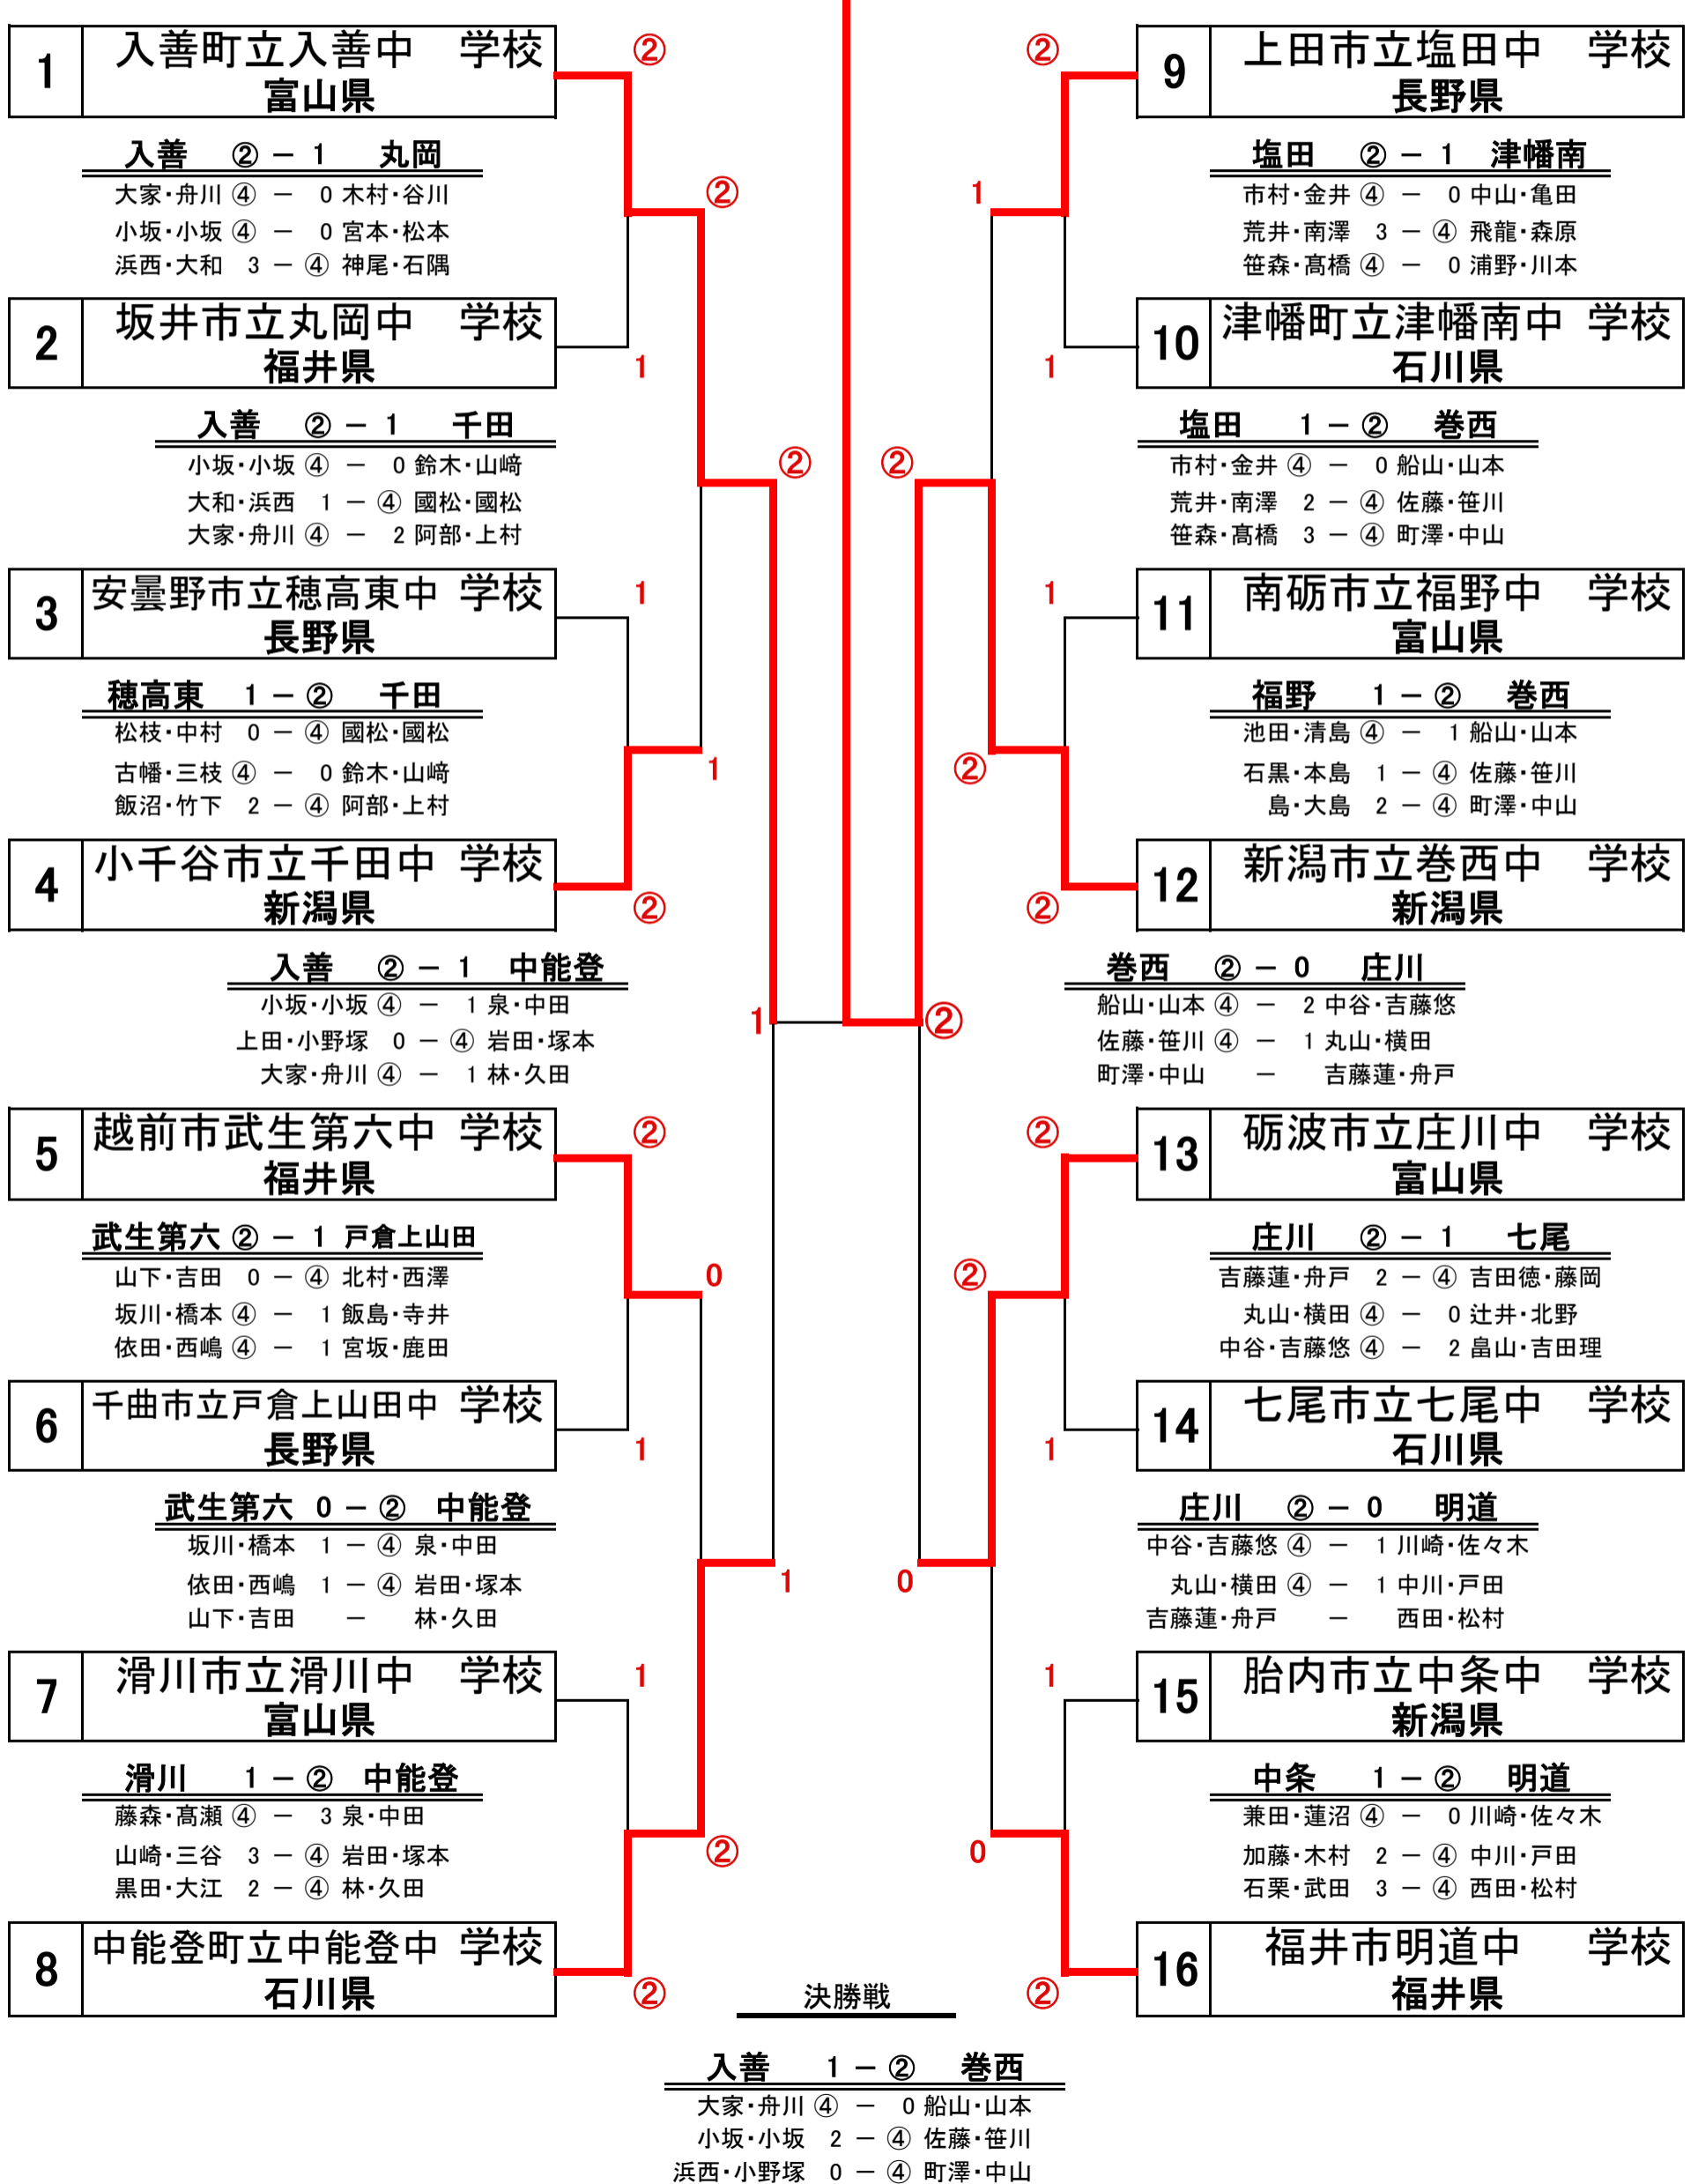 1 入善町立入善中 学校
富山県
②
入善 ② － 1 丸岡
大家・舟川 ④ － 0 木村・谷川
小坂・小坂 ④ － 0 宮本・松本
浜西・大和 3 － ④ 神尾・石隅
②
2 坂井市立丸岡中 学校
福井県
1
入善 ② － 1 千田
小坂・小坂 ④ － 0 鈴木・山﨑
大和・浜西 1 － ④ 國松・國松
大家・舟川 ④ － 2 阿部・上村
②
3 安曇野市立穂高東中 学校
長野県
1
穂高東 1 － ② 千田
松枝・中村 0 － ④ 國松・國松
古幡・三枝 ④ － 0 鈴木・山﨑
飯沼・竹下 2 － ④ 阿部・上村
1
4 小千谷市立千田中 学校
新潟県
②
入善 ② － 1 中能登
小坂・小坂 ④ － 1 泉・中田
上田・小野塚 0 － ④ 岩田・塚本
大家・舟川 ④ － 1 林・久田
1
5 越前市武生第六中 学校
福井県
②
武生第六 ② － 1 戸倉上山田
山下・吉田 0 － ④ 北村・西澤
坂川・橋本 ④ － 1 飯島・寺井
依田・西嶋 ④ － 1 宮坂・鹿田
0
6 千曲市立戸倉上山田中 学校
長野県
1
武生第六 0 － ② 中能登
坂川・橋本 1 － ④ 泉・中田
依田・西嶋 1 － ④ 岩田・塚本
山下・吉田 － 林・久田
1
7 滑川市立滑川中 学校
富山県
1
滑川 1 － ② 中能登
藤森・髙瀬 ④ － 3 泉・中田
山崎・三谷 3 － ④ 岩田・塚本
黒田・大江 2 － ④ 林・久田
②
8 中能登町立中能登中 学校
石川県
②
9 上田市立塩田中 学校
長野県
②
塩田 ② － 1 津幡南
市村・金井 ④ － 0 中山・亀田
荒井・南澤 3 － ④ 飛龍・森原
笹森・髙橋 ④ － 0 浦野・川本
1
10 津幡町立津幡南中 学校
石川県
1
塩田 1 － ② 巻西
市村・金井 ④ － 0 船山・山本
荒井・南澤 2 － ④ 佐藤・笹川
笹森・髙橋 3 － ④ 町澤・中山
②
11 南砺市立福野中 学校
富山県
1
福野 1 － ② 巻西
池田・清島 ④ － 1 船山・山本
石黒・本島 1 － ④ 佐藤・笹川
島・大島 2 － ④ 町澤・中山
②
12 新潟市立巻西中 学校
新潟県
②
巻西 ② － 0 庄川
船山・山本 ④ － 2 中谷・吉藤悠
佐藤・笹川 ④ － 1 丸山・横田
町澤・中山 － 吉藤蓮・舟戸
②
13 砺波市立庄川中 学校
富山県
②
庄川 ② － 1 七尾
吉藤蓮・舟戸 2 － ④ 吉田徳・藤岡
丸山・横田 ④ － 0 辻井・北野
中谷・吉藤悠 ④ － 2 畠山・吉田理
②
14 七尾市立七尾中 学校
石川県
1
庄川 ② － 0 明道
中谷・吉藤悠 ④ － 1 川崎・佐々木
丸山・横田 ④ － 1 中川・戸田
吉藤蓮・舟戸 － 西田・松村
0
15 胎内市立中条中 学校
新潟県
1
中条 1 － ② 明道
兼田・蓮沼 ④ － 0 川崎・佐々木
加藤・木村 2 － ④ 中川・戸田
石栗・武田 3 － ④ 西田・松村
0
16 福井市明道中 学校
福井県
②
決勝戦
入善 1 － ② 巻西
大家・舟川 ④ － 0 船山・山本
小坂・小坂 2 － ④ 佐藤・笹川
浜西・小野塚 0 － ④ 町澤・中山